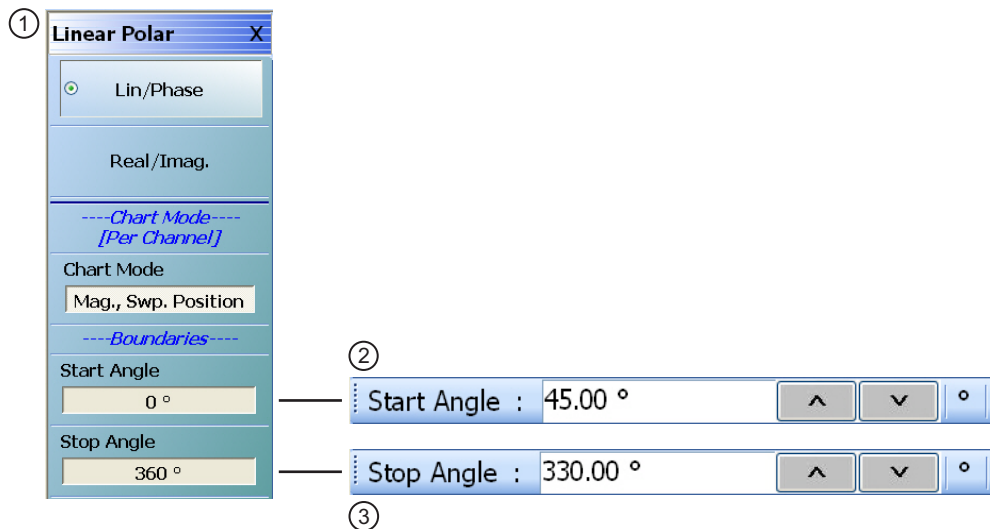 ①
Linear Polar X
Lin/Phase
Real/Imag.
----Chart Mode----
[Per Channel]
Chart Mode
Mag., Swp. Position
----Boundaries----
Start Angle
0 °
②
Start Angle : 45.00 ° °
Stop Angle
360 °
Stop Angle : 330.00 ° °
③